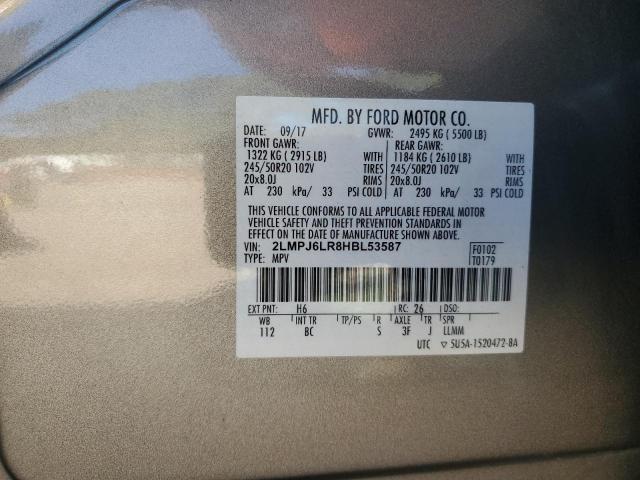 MFD. BY FORD MOTOR CO.
DATE: 09/17 GVWR: 2495 KG ( 5500 LB)
FRONT GAWR: REAR GAWR:
1322 KG ( 2915 LB) WITH 1184 KG ( 2610 LB) WITH
245/50R20 102V TIRES 245/50R20 102V TIRES
20x8.0J RIMS 20x8.0J RIMS
AT 230 kPa/ 33 PSI COLD AT 230 kPa/ 33 PSI COLD
THIS VEHICLE CONFORMS TO ALL APPLICABLE FEDERAL MOTOR
VEHICLE SAFETY AND THEFT PREVENTION STANDARDS IN
EFFECT ON THE DATE OF MANUFACTURE SHOWN ABOVE.
VIN: 2LMPJ6LR8HBL53587 F0102
TYPE: MPV T0179
EXT PNT: H6 RC: 26 DSO:
WB INT TR TP/PS R AXLE TR SPR
112 BC S 3F J LLMM
UTC ▽ 5U5A-1520472-8A